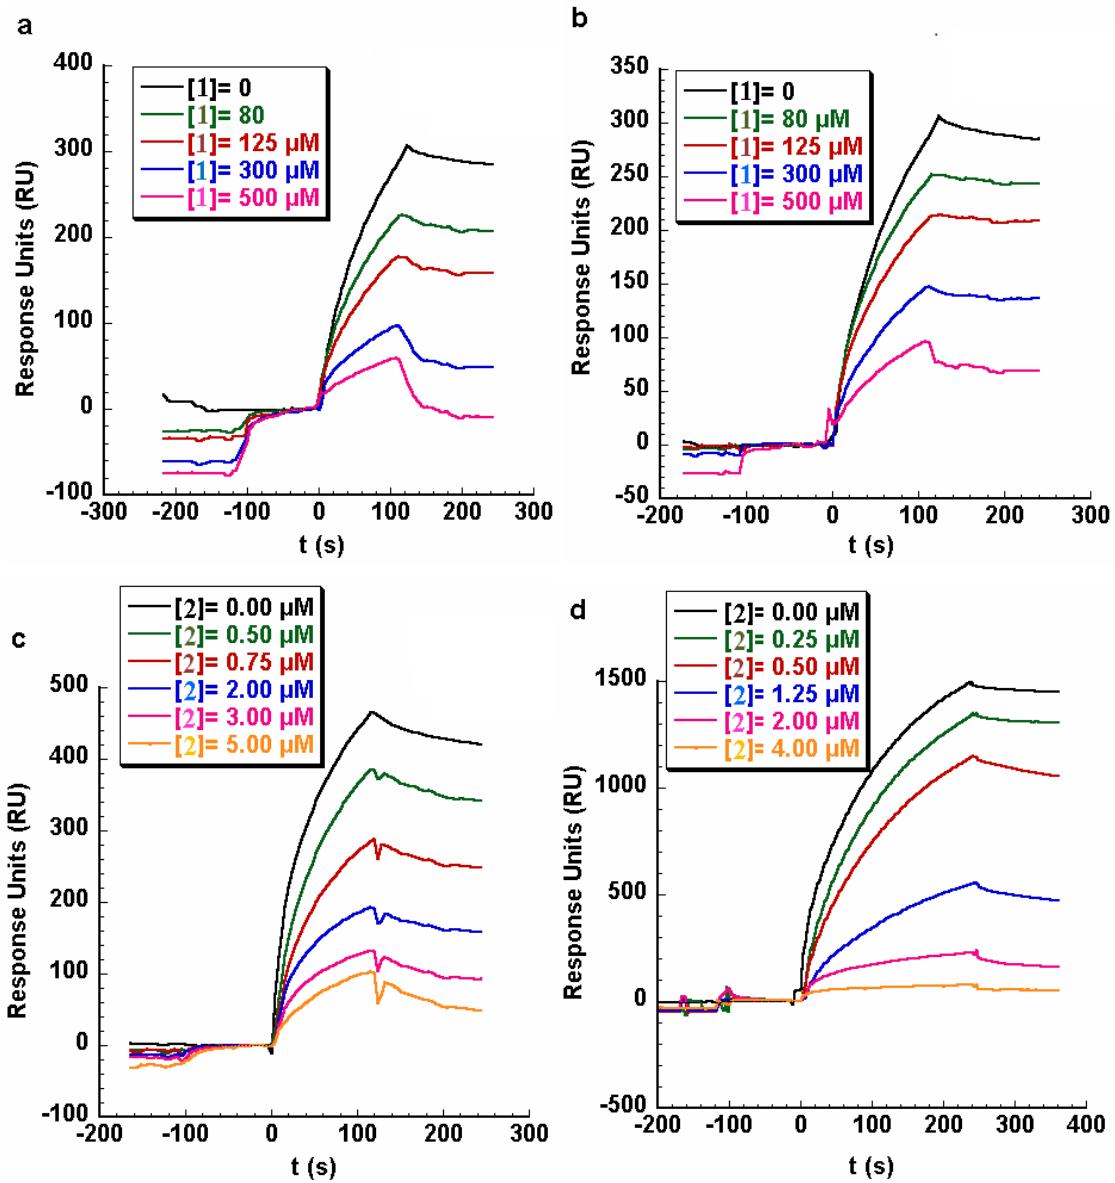 a
[1]= 0
[1]= 80
[1]= 125 µM
[1]= 300 µM
[1]= 500 µM
Response Units (RU)
400
300
200
100
0
-100
-300 -200 -100 0 100 200 300
t (s)
b
[1]= 0
[1]= 80 µM
[1]= 125 µM
[1]= 300 µM
[1]= 500 µM
Response Units (RU)
350
300
250
200
150
100
50
0
-50
-200 -100 0 100 200 300
t (s)
c
[2]= 0.00 µM
[2]= 0.50 µM
[2]= 0.75 µM
[2]= 2.00 µM
[2]= 3.00 µM
[2]= 5.00 µM
Response Units (RU)
500
400
300
200
100
0
-100
-200 -100 0 100 200 300
t (s)
d
[2]= 0.00 µM
[2]= 0.25 µM
[2]= 0.50 µM
[2]= 1.25 µM
[2]= 2.00 µM
[2]= 4.00 µM
Response Units (RU)
1500
1000
500
0
-500
-200 -100 0 100 200 300 400
t (s)